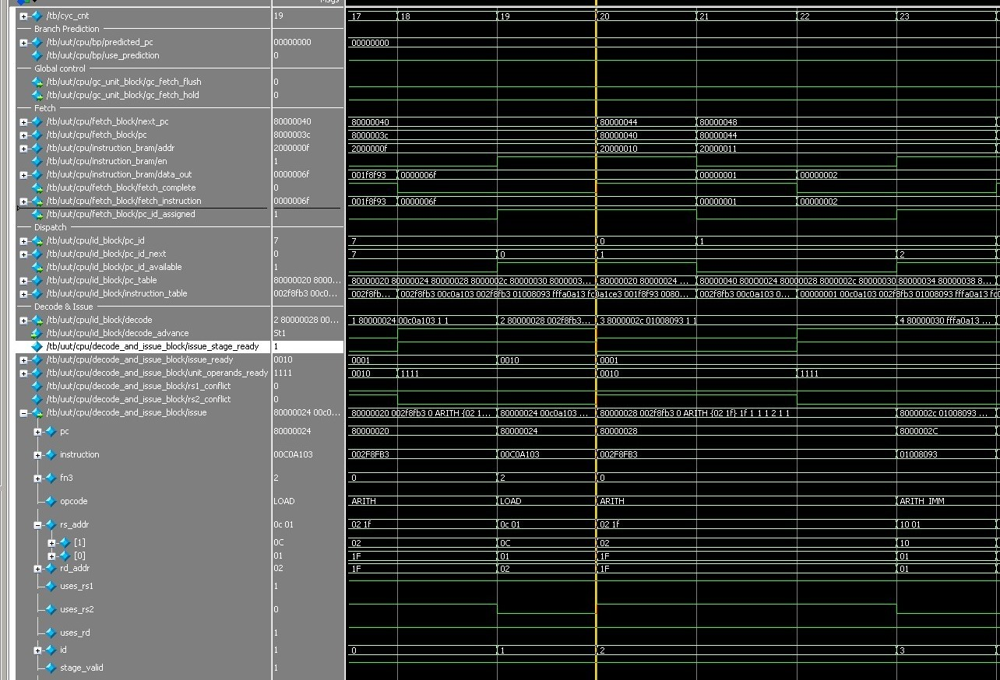 Msgs
/tb/cyc_cnt 19 17 18 19 20 21 22 23
Branch Prediction
/tb/uut/cpu/bp/predicted_pc 00000000 00000000
/tb/uut/cpu/bp/use_prediction 0
Global control
/tb/uut/cpu/gc_unit_block/gc_fetch_flush 0
/tb/uut/cpu/gc_unit_block/gc_fetch_hold 0
Fetch
/tb/uut/cpu/fetch_block/next_pc 80000040 80000040 80000044 80000048
/tb/uut/cpu/fetch_block/pc 8000003c 8000003c 80000040 80000044
/tb/uut/cpu/instruction_bram/addr 2000000f 2000000f 20000010 20000011
/tb/uut/cpu/instruction_bram/en 1
/tb/uut/cpu/instruction_bram/data_out 0000006f 001f8f93 0000006f 00000001 00000002
/tb/uut/cpu/fetch_block/fetch_complete 0
/tb/uut/cpu/fetch_block/fetch_instruction 0000006f 001f8f93 0000006f 00000001 00000002
/tb/uut/cpu/fetch_block/pc_id_assigned 1
Dispatch
/tb/uut/cpu/id_block/pc_id 7 7 0 1
/tb/uut/cpu/id_block/pc_id_next 0 7 0 1 2
/tb/uut/cpu/id_block/pc_id_available 1
/tb/uut/cpu/id_block/pc_table 80000020 8000... 80000020 80000024 80000028 8000002c 80000030 800003... 80000020 80000024 ... 80000040 80000024 80000028 8000002c 80000030 80000034 80000038 8...
/tb/uut/cpu/id_block/instruction_table 002f8fb3 00c0... 002f8fb... 002f8fb3 00c0a103 002f8fb3 01008093 fffa0a13 fc0a1ce3 001f8f93 0080... 002f8fb3 00c0a103 0... 00000001 00c0a103 002f8fb3 01008093 fffa0a13 fc0
Decode & Issue
/tb/uut/cpu/id_block/decode 2 80000028 00... 1 80000024 00c0a103 1 1 2 80000028 002f8fb3... 3 8000002c 01008093 1 1 4 80000030 fffa0a13 ...
/tb/uut/cpu/id_block/decode_advance St1
/tb/uut/cpu/decode_and_issue_block/issue_stage_ready 1
/tb/uut/cpu/decode_and_issue_block/issue_ready 0010 0001 0010 0001
/tb/uut/cpu/decode_and_issue_block/unit_operands_ready 1111 0010 1111 0010 1111
/tb/uut/cpu/decode_and_issue_block/rs1_conflict 0
/tb/uut/cpu/decode_and_issue_block/rs2_conflict 0
/tb/uut/cpu/decode_and_issue_block/issue 80000024 00c0... 80000020 002f8fb3 0 ARITH {02 1... 80000024 00c0a103 ... 80000028 002f8fb3 0 ARITH {02 1f} 1f 1 1 1 2 1 1 8000002c 01008093 ...
pc 80000024 80000020 80000024 80000028 8000002C
instruction 00C0A103 002F8FB3 00C0A103 002F8FB3 01008093
fn3 2 0 2 0
opcode LOAD ARITH LOAD ARITH ARITH_IMM
rs_addr 0c 01 02 1f 0c 01 02 1f 10 01
[1] 0C 02 0C 02 10
[0] 01 1F 01 1F 01
rd_addr 02 1F 02 1F 01
uses_rs1 1
uses_rs2 0
uses_rd 1
id 1 0 1 2 3
stage_valid 1